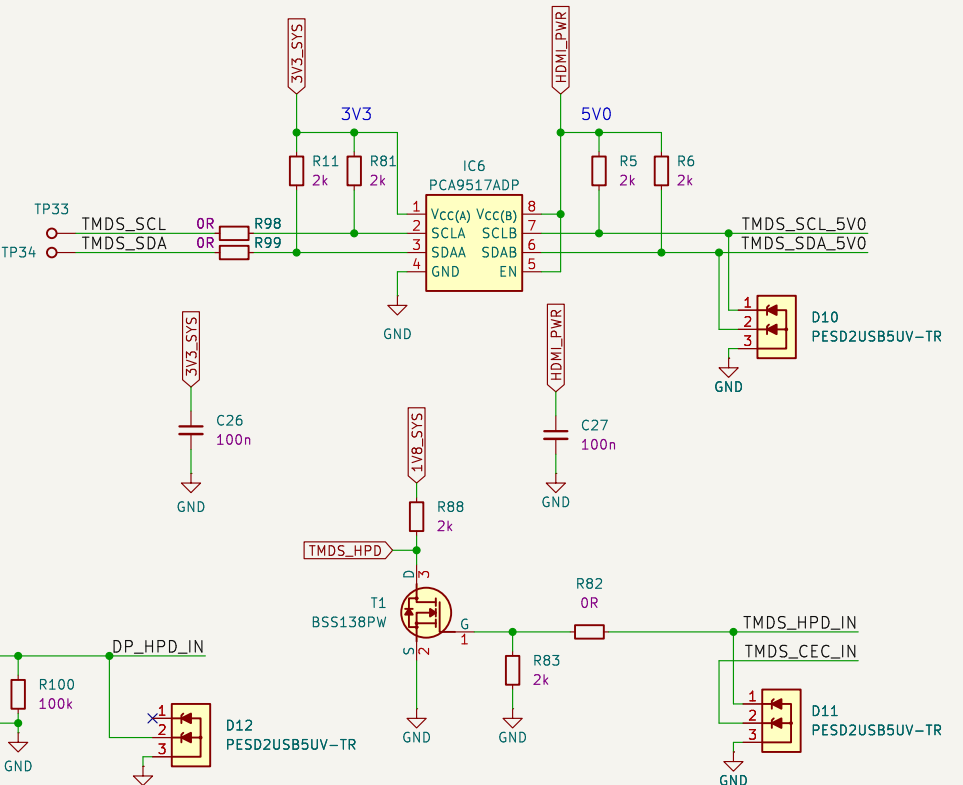 3V3_SYS
HDMI_PWR
3V3
5V0
R11
2k
R81
2k
IC6
PCA9517ADP
R5
2k
R6
2k
1 VCC(A) VCC(B) 8
2 SCLA SCLB 7
3 SDAA SDAB 6
4 GND EN 5
TP33
TMDS_SCL 0R R98
TP34 TMDS_SDA 0R R99
TMDS_SCL_5V0
TMDS_SDA_5V0
GND
1
2
3
D10
PESD2USB5UV-TR
GND
3V3_SYS
C26
100n
GND
HDMI_PWR
C27
100n
GND
1V8_SYS
R88
2k
TMDS_HPD
D 3
T1
BSS138PW
G
1
S 2
GND
R83
2k
GND
R82
0R
TMDS_HPD_IN
TMDS_CEC_IN
1
2
3
D11
PESD2USB5UV-TR
GND
DP_HPD_IN
R100
100k
GND
1
2
3
D12
PESD2USB5UV-TR